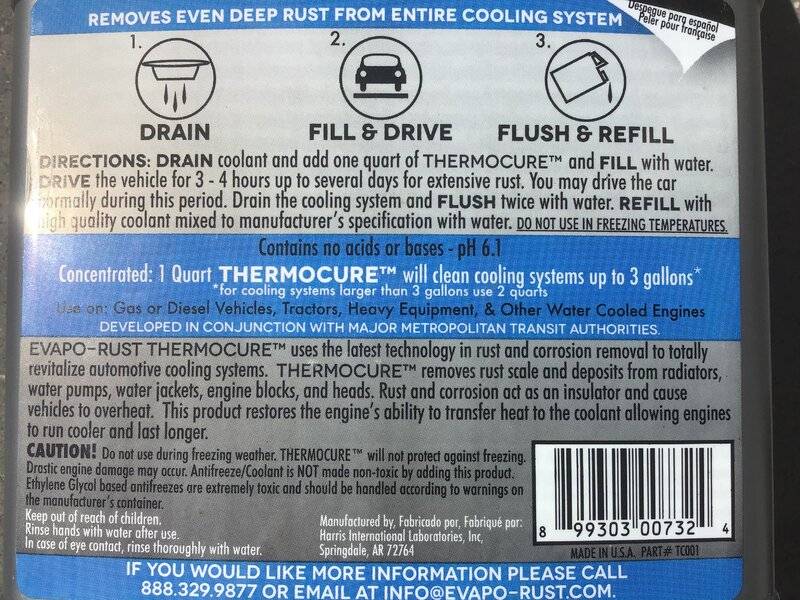 REMOVES EVEN DEEP RUST FROM ENTIRE COOLING SYSTEM
Despegue para español
Peler pour française
1. 2. 3.
DRAIN FILL & DRIVE FLUSH & REFILL
DIRECTIONS: DRAIN coolant and add one quart of THERMOCURE™ and FILL with water.
DRIVE the vehicle for 3 - 4 hours up to several days for extensive rust. You may drive the car
normally during this period. Drain the cooling system and FLUSH twice with water. REFILL with
high quality coolant mixed to manufacturer's specification with water. DO NOT USE IN FREEZING TEMPERATURES.
Contains no acids or bases - pH 6.1
Concentrated: 1 Quart THERMOCURE™ will clean cooling systems up to 3 gallons*
*for cooling systems larger than 3 gallons use 2 quarts
Use on: Gas or Diesel Vehicles, Tractors, Heavy Equipment, & Other Water Cooled Engines
DEVELOPED IN CONJUNCTION WITH MAJOR METROPOLITAN TRANSIT AUTHORITIES.
EVAPO-RUST THERMOCURE™ uses the latest technology in rust and corrosion removal to totally
revitalize automotive cooling systems. THERMOCURE™ removes rust scale and deposits from radiators,
water pumps, water jackets, engine blocks, and heads. Rust and corrosion act as an insulator and cause
vehicles to overheat. This product restores the engine's ability to transfer heat to the coolant allowing engines
to run cooler and last longer.
CAUTION! Do not use during freezing weather. THERMOCURE™ will not protect against freezing.
Drastic engine damage may occur. Antifreeze/Coolant is NOT made non-toxic by adding this product.
Ethylene Glycol based antifreezes are extremely toxic and should be handled according to warnings on
the manufacturer's container.
Keep out of reach of children.
Rinse hands with water after use.
In case of eye contact, rinse thoroughly with water.
Manufactured by, Fabricado por, Fabriqué par:
Harris International Laboratories, Inc,
Springdale, AR 72764
8 99303 00732 4
MADE IN U.S.A. PART# TC001
IF YOU WOULD LIKE MORE INFORMATION PLEASE CALL
888.329.9877 OR EMAIL AT INFO@EVAPO-RUST.COM.